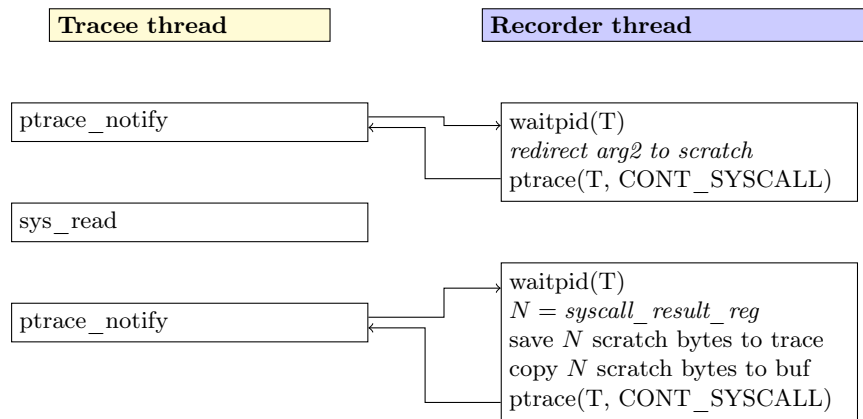 Tracee thread
Recorder thread
ptrace_notify
waitpid(T)
redirect arg2 to scratch
ptrace(T, CONT_SYSCALL)
sys_read
ptrace_notify
waitpid(T)
N = syscall_result_reg
save N scratch bytes to trace
copy N scratch bytes to buf
ptrace(T, CONT_SYSCALL)